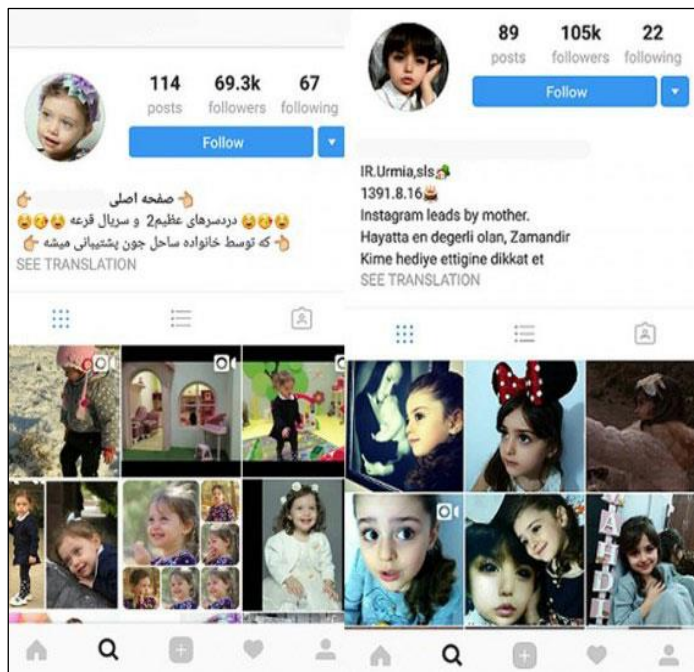 114 69.3k 67
posts followers following
Follow
صفحه اصلی
دردسرهای عظیم2 و سریال قرعه
که توسط خانواده ساحل جون پشتیبانی میشه
SEE TRANSLATION
89 105k 22
posts followers following
Follow
IR.Urmia,sls
1391.8.16
Instagram leads by mother.
Hayatta en degerli olan, Zamandir
Kime hediye ettigine dikkat et
SEE TRANSLATION